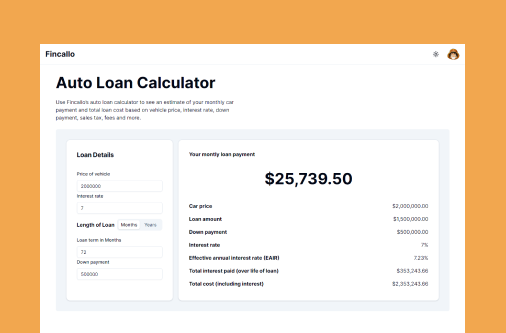 Fincallo
Auto Loan Calculator
Use Fincallo's auto loan calculator to see an estimate of your monthly car
payment and total loan cost based on vehicle price, interest rate, down
payment, sales tax, fees and more.
Loan Details
Price of vehicle
2000000
Interest rate
7
Length of Loan Months Years
Loan term in Months
72
Down payment
500000
Your montly loan payment
$25,739.50
Car price $2,000,000.00
Loan amount $1,500,000.00
Down payment $500,000.00
Interest rate 7%
Effective annual interest rate (EAIR) 7.23%
Total interest paid (over life of loan) $353,243.66
Total cost (including interest) $2,353,243.66